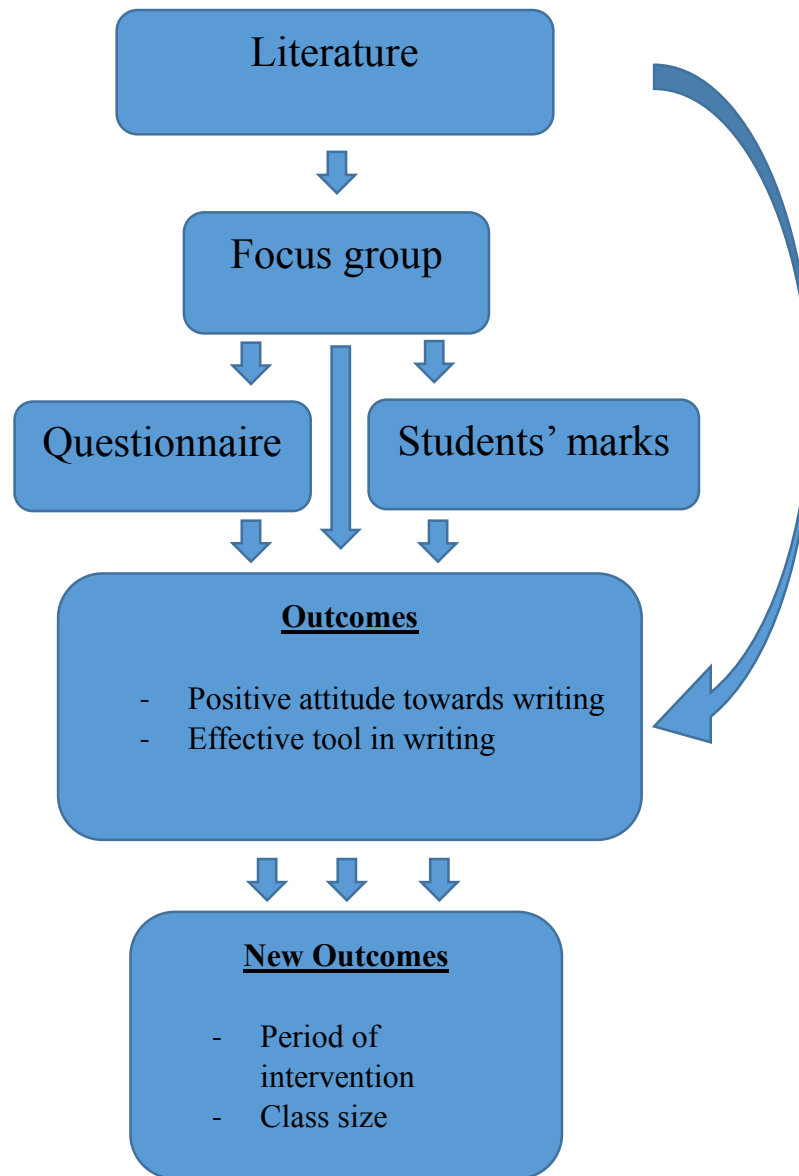 Literature
Focus group
Questionnaire
Students’ marks
Outcomes
- Positive attitude towards writing
- Effective tool in writing
New Outcomes
- Period of
intervention
- Class size